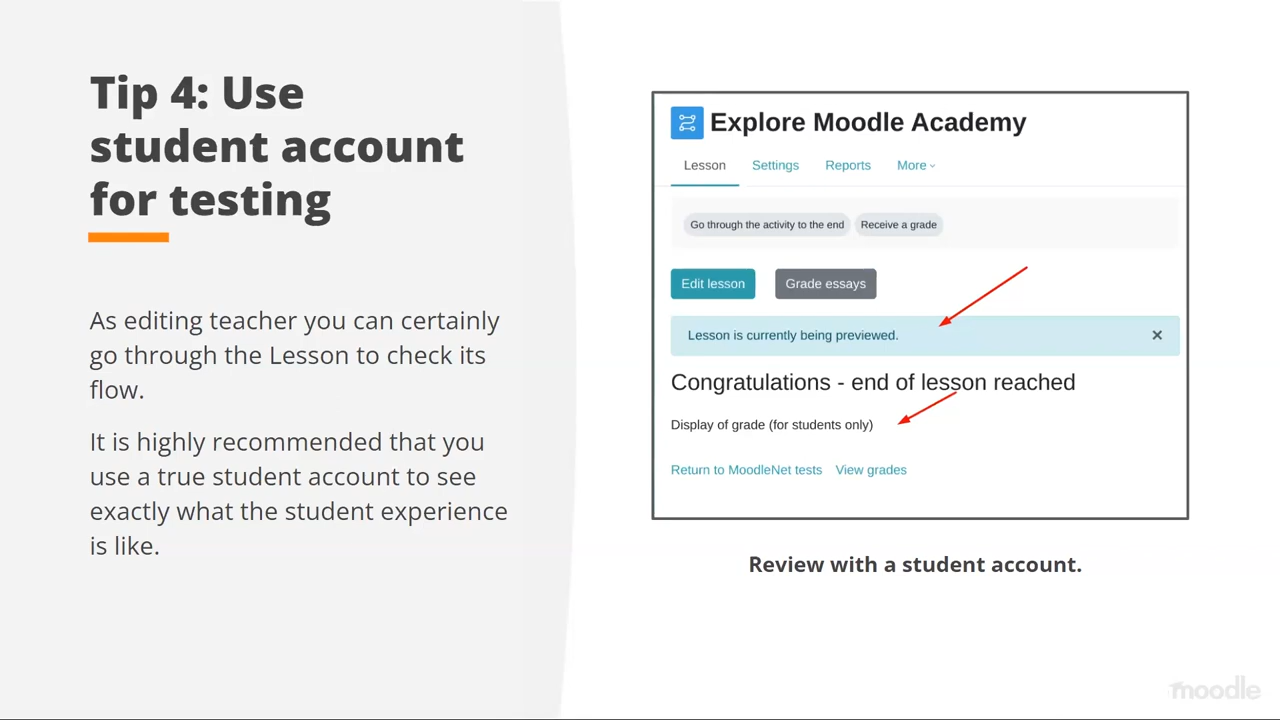 Tip 4: Use
student account
for testing
As editing teacher you can certainly
go through the Lesson to check its
flow.
It is highly recommended that you
use a true student account to see
exactly what the student experience
is like.
Explore Moodle Academy
Lesson Settings Reports More
Go through the activity to the end Receive a grade
Edit lesson Grade essays
Lesson is currently being previewed. ×
Congratulations - end of lesson reached
Display of grade (for students only)
Return to MoodleNet tests View grades
Review with a student account.
moodle